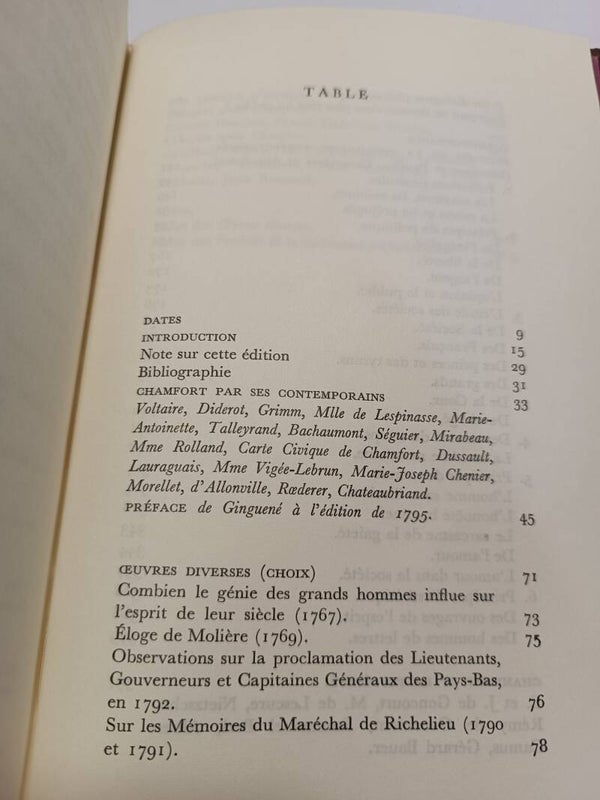 TABLE
DATES 9
INTRODUCTION 15
Note sur cette édition 29
Bibliographie 31
CHAMFORT PAR SES CONTEMPORAINS 33
Voltaire, Diderot, Grimm, Mlle de Lespinasse, Marie-
Antoinette, Talleyrand, Bachaumont, Séguier, Mirabeau,
Mme Rolland, Carte Civique de Chamfort, Dussault,
Lauraguais, Mme Vigée-Lebrun, Marie-Joseph Chenier,
Morellet, d'Allonville, Rœderer, Chateaubriand.
PRÉFACE de Ginguené à l'édition de 1795. 45
ŒUVRES DIVERSES (CHOIX) 71
Combien le génie des grands hommes influe sur
l'esprit de leur siècle (1767). 73
Éloge de Molière (1769). 75
Observations sur la proclamation des Lieutenants,
Gouverneurs et Capitaines Généraux des Pays-Bas,
en 1792. 76
Sur les Mémoires du Maréchal de Richelieu (1790
et 1791). 78